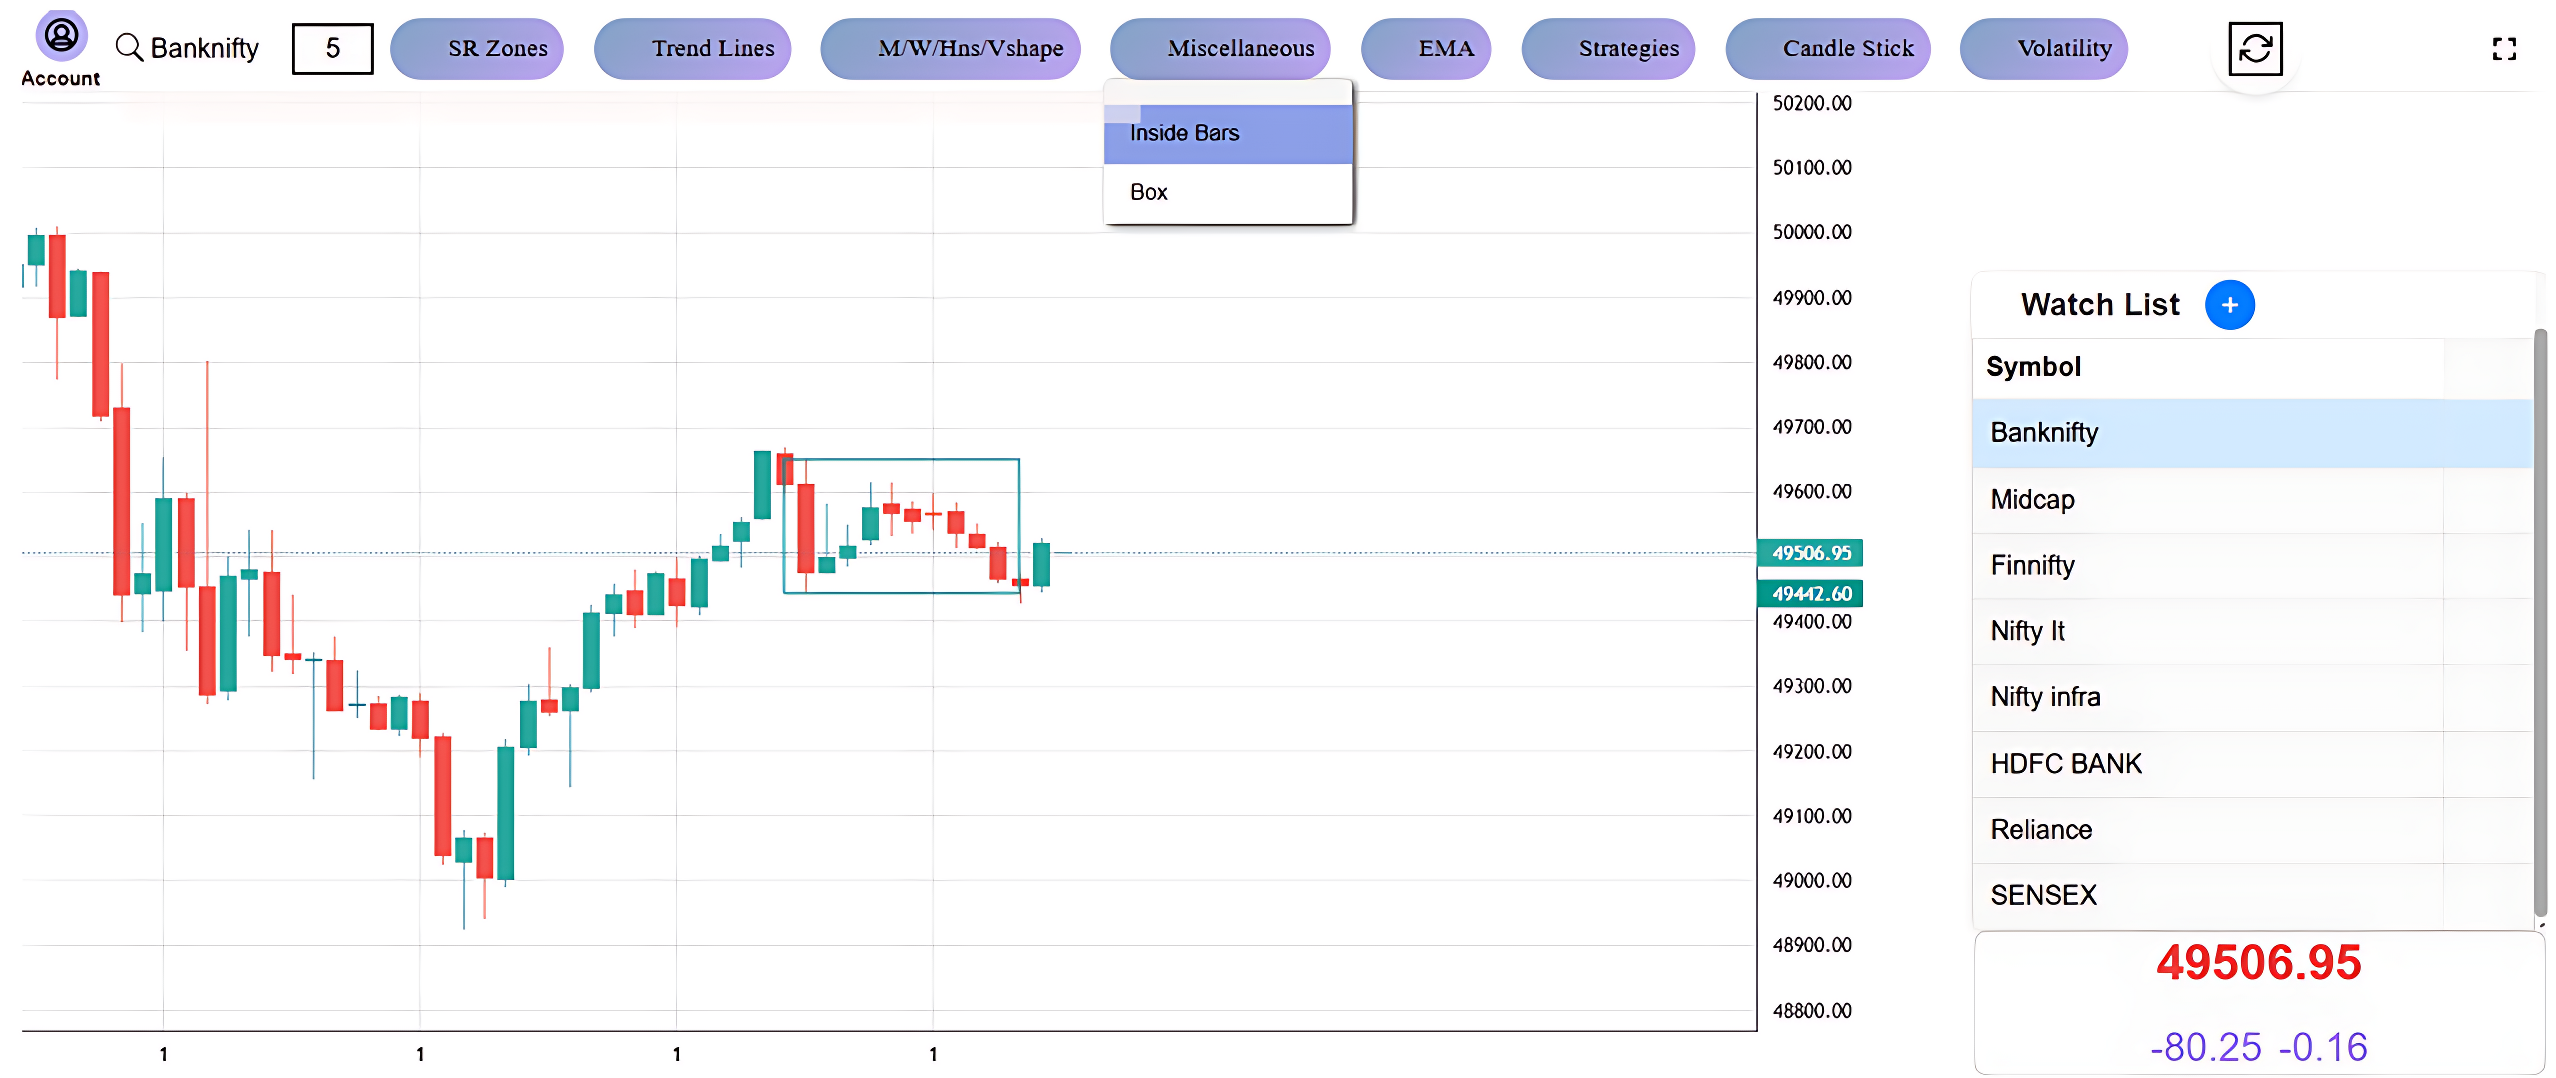 Account
Banknifty
5
SR Zones
Trend Lines
M/W/Hns/Vshape
Miscellaneous
EMA
Strategies
Candle Stick
Volatility
Inside Bars
Box
50200.00
50100.00
50000.00
49900.00
49800.00
49700.00
49600.00
49506.95
49442.60
49400.00
49300.00
49200.00
49100.00
49000.00
48900.00
48800.00
1 1 1 1
Watch List +
Symbol
Banknifty
Midcap
Finnifty
Nifty It
Nifty infra
HDFC BANK
Reliance
SENSEX
49506.95
-80.25 -0.16